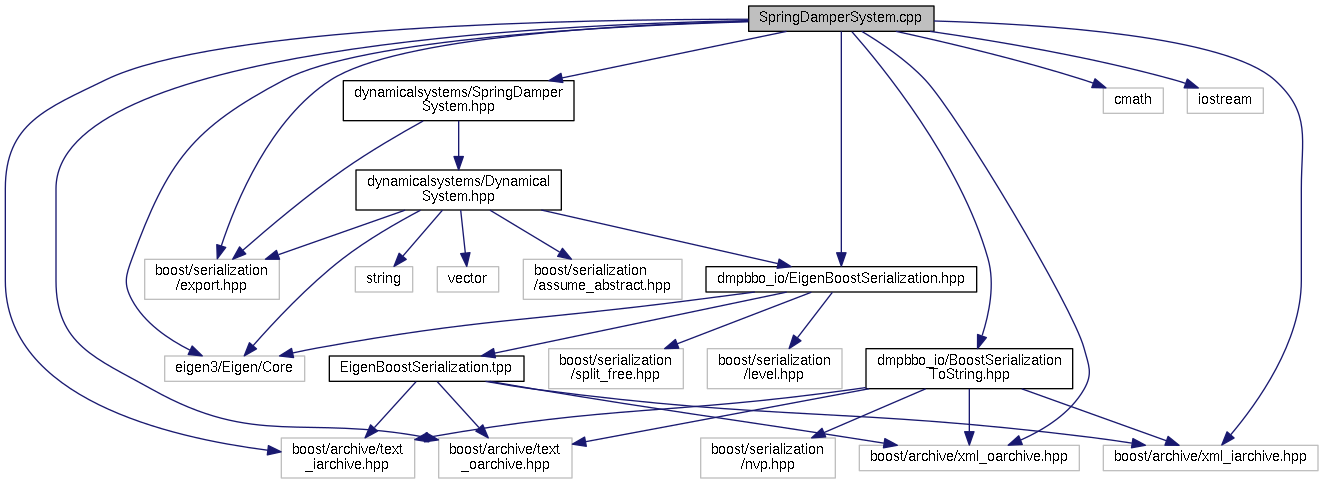 SpringDamperSystem.cpp
dynamicalsystems/SpringDamper
System.hpp
cmath
iostream
dynamicalsystems/Dynamical
System.hpp
boost/serialization
/export.hpp
string
vector
boost/serialization
/assume_abstract.hpp
dmpbbo_io/EigenBoostSerialization.hpp
eigen3/Eigen/Core
EigenBoostSerialization.tpp
boost/serialization
/split_free.hpp
boost/serialization
/level.hpp
dmpbbo_io/BoostSerialization
ToString.hpp
boost/archive/text
_iarchive.hpp
boost/archive/text
_oarchive.hpp
boost/serialization
/nvp.hpp
boost/archive/xml_oarchive.hpp
boost/archive/xml_iarchive.hpp